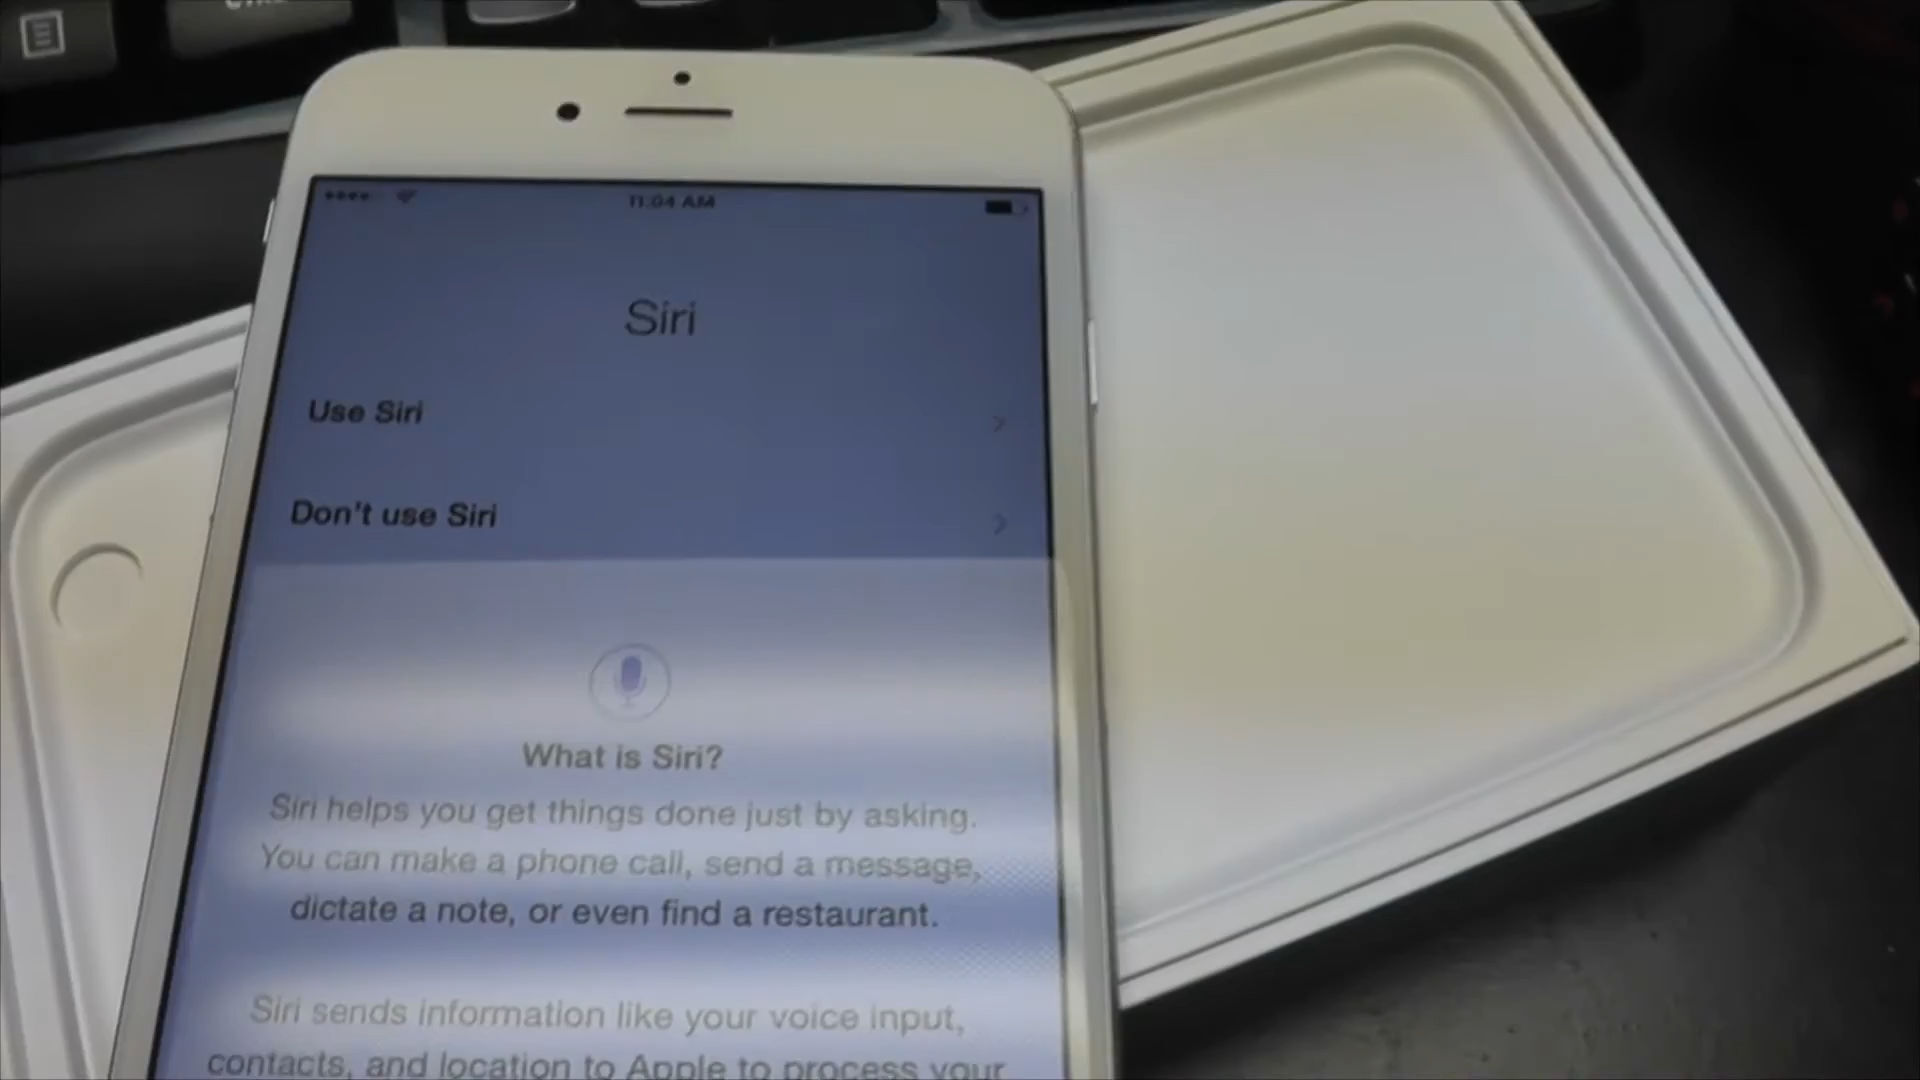 11:04 AM
Siri
Use Siri
Don't use Siri
What is Siri?
Siri helps you get things done just by asking.
You can make a phone call, send a message,
dictate a note, or even find a restaurant.
Siri sends information like your voice input,
contacts, and location to Apple to process your